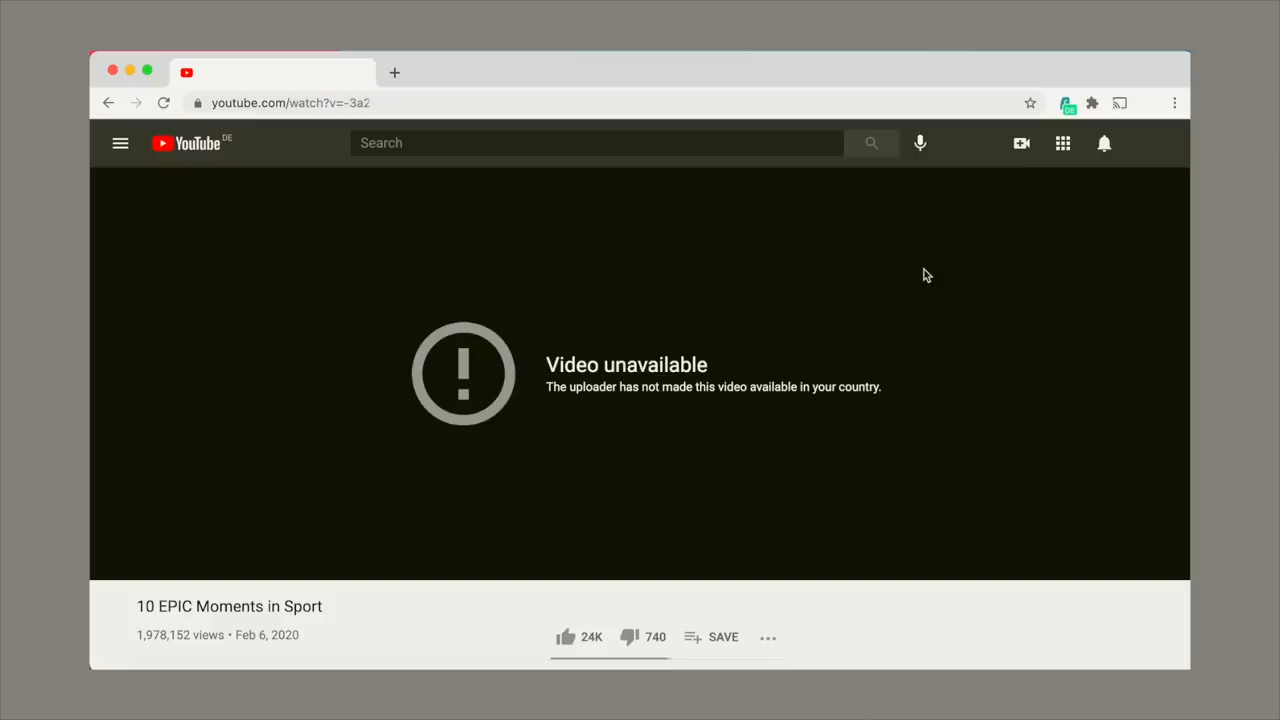 youtube.com/watch?v=-3a2
DE
YouTube DE
Search
Video unavailable
The uploader has not made this video available in your country.
10 EPIC Moments in Sport
1,978,152 views • Feb 6, 2020
24K 740 SAVE